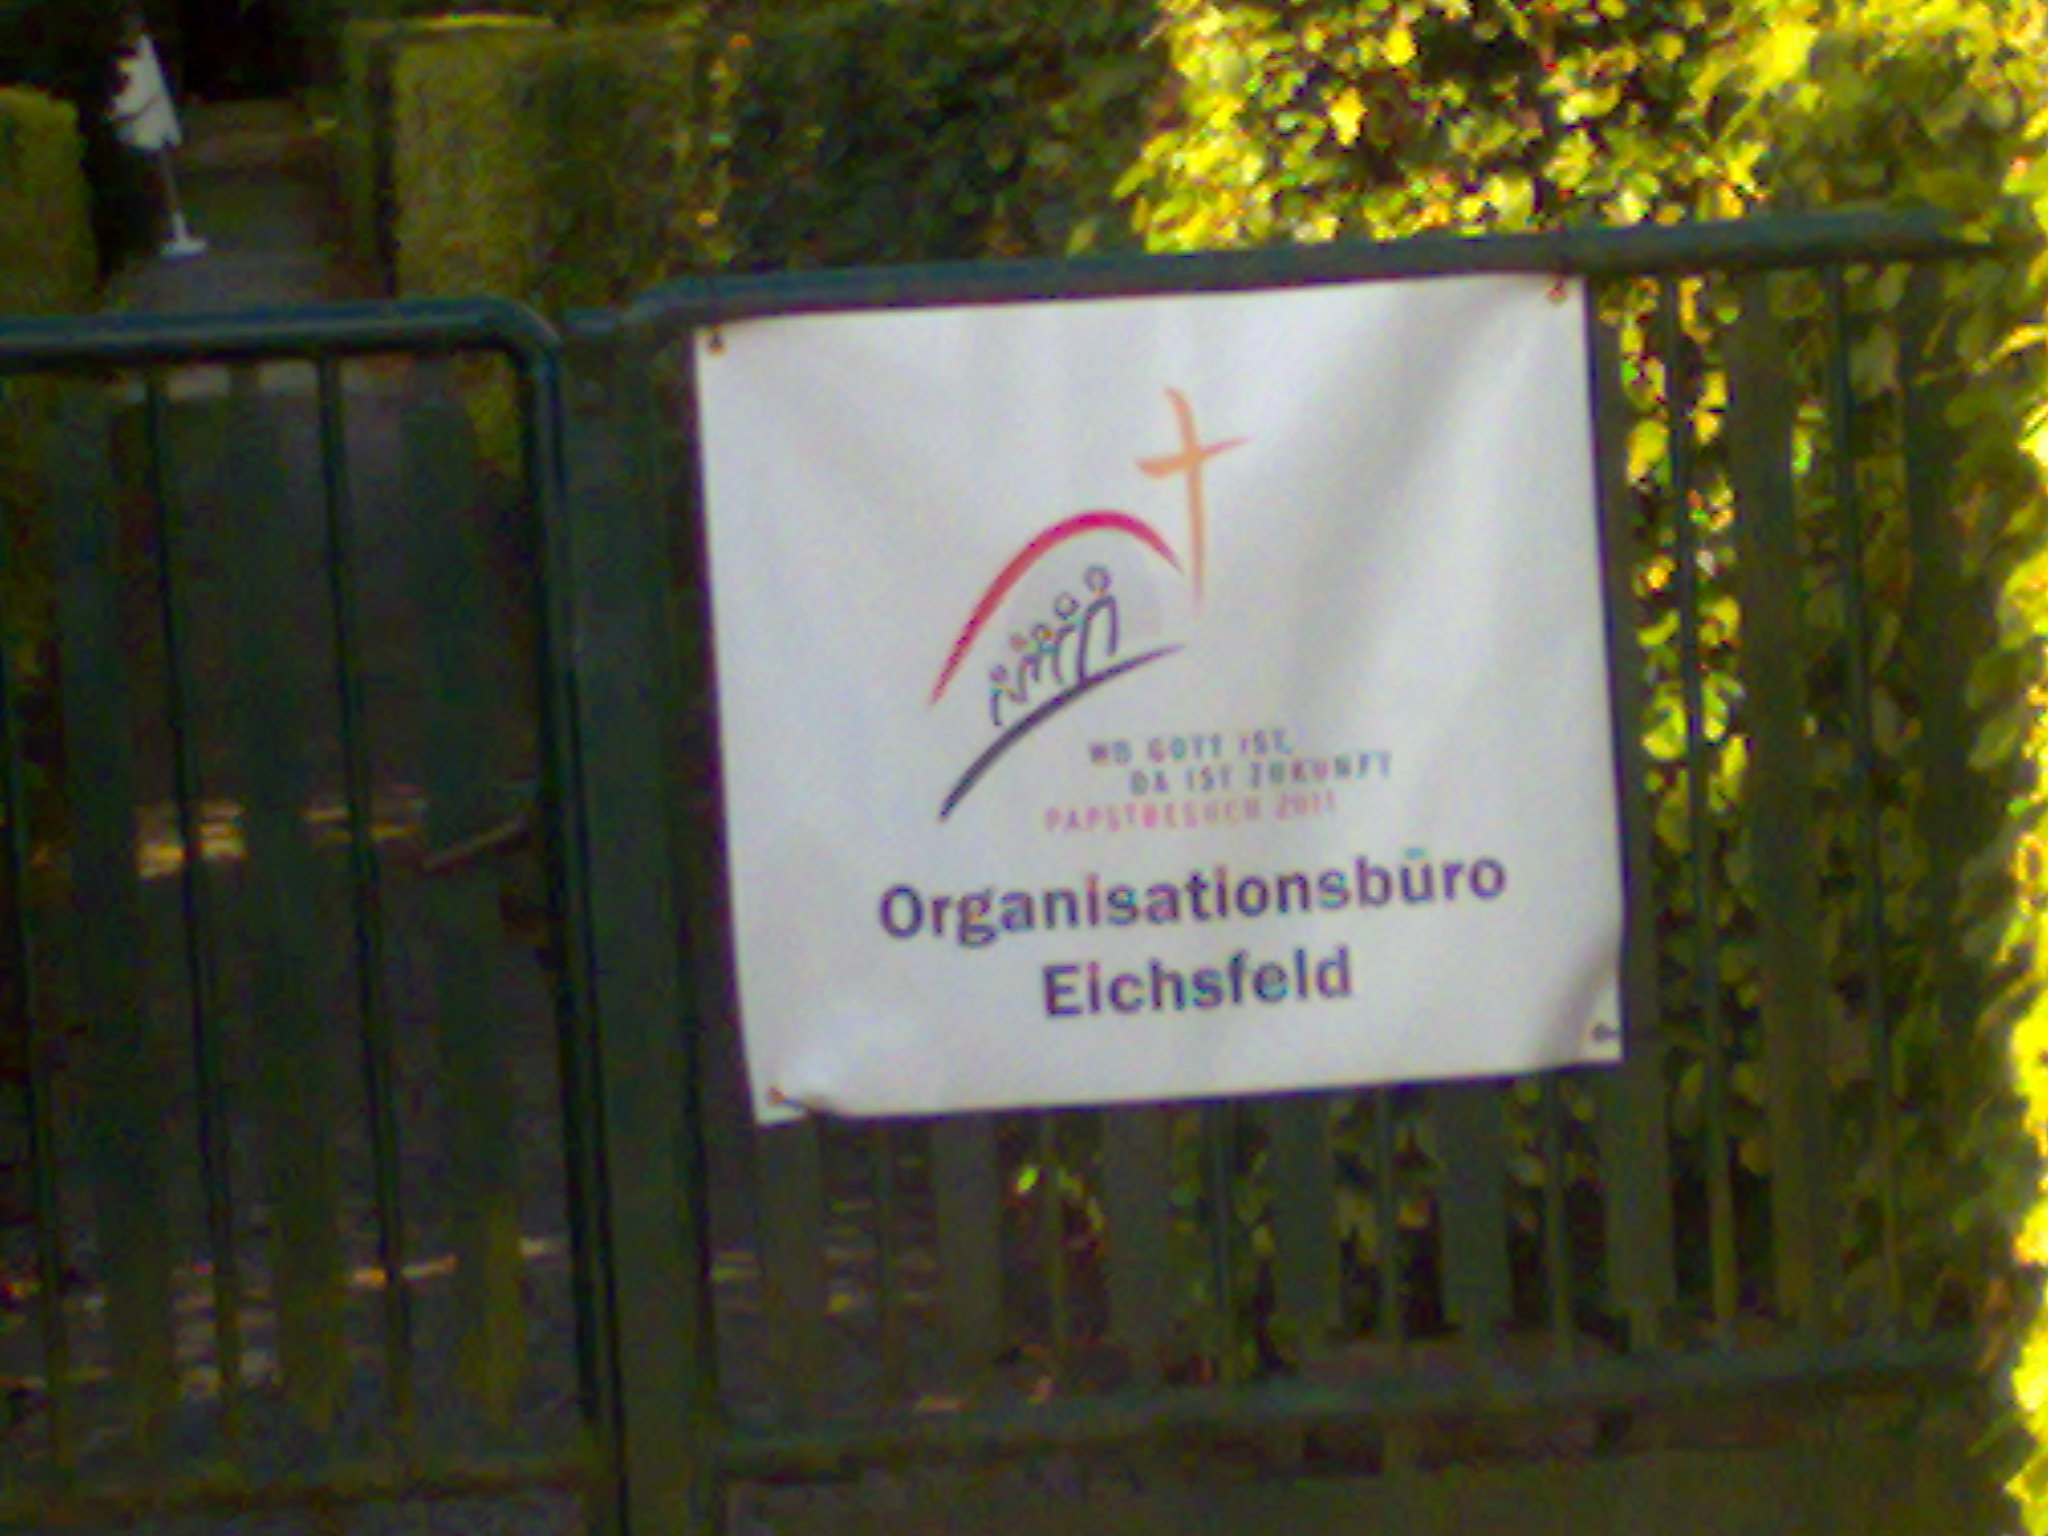 WO GOTT IST,
DA IST ZUKUNFT
PAPSTBESUCH 2011
Organisationsbüro
Eichsfeld